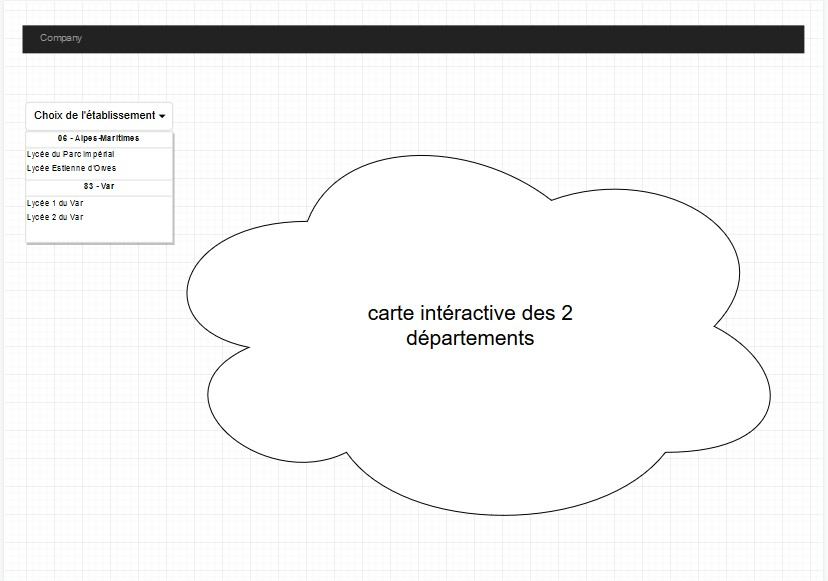 Company
Choix de l'établissement
06 - Alpes-Maritimes
Lycée du Parc Impérial
Lycée Estienne d'Orves
83 - Var
Lycée 1 du Var
Lycée 2 du Var
carte intéractive des 2
départements